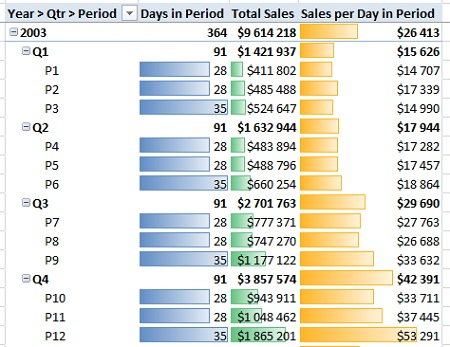 Year > Qtr > Period Days in Period Total Sales Sales per Day in Period
2003 364 $9 614 218 $26 413
Q1 91 $1 421 937 $15 626
P1 28 $411 802 $14 707
P2 28 $485 488 $17 339
P3 35 $524 647 $14 990
Q2 91 $1 632 944 $17 944
P4 28 $483 894 $17 282
P5 28 $488 796 $17 457
P6 35 $660 254 $18 864
Q3 91 $2 701 763 $29 690
P7 28 $777 371 $27 763
P8 28 $747 270 $26 688
P9 35 $1 177 122 $33 632
Q4 91 $3 857 574 $42 391
P10 28 $943 911 $33 711
P11 28 $1 048 462 $37 445
P12 35 $1 865 201 $53 291